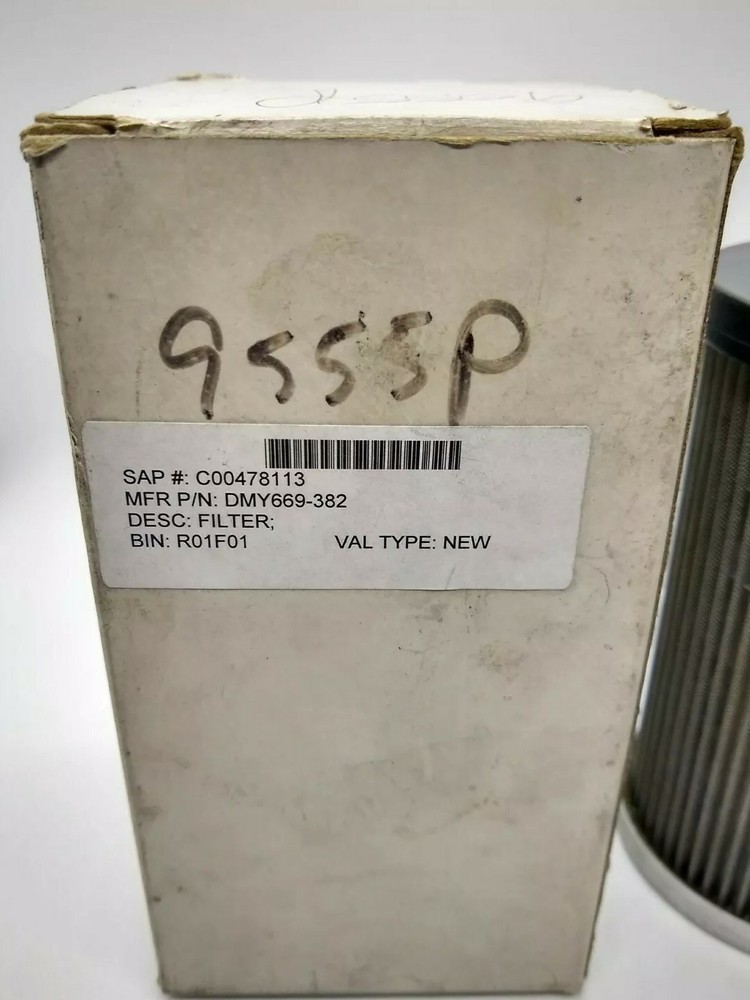 9555P
SAP #: C00478113
MFR P/N: DMY669-382
DESC: FILTER;
BIN: R01F01 VAL TYPE: NEW